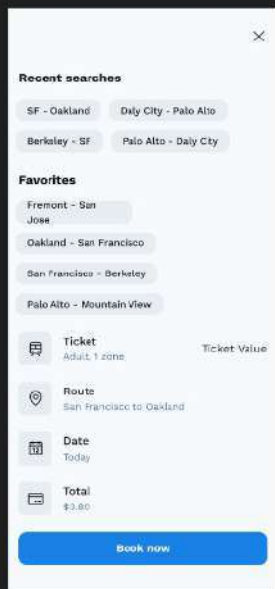 Recent searches
SF - Oakland Daly City - Palo Alto
Berkeley - SF Palo Alto - Daly City
Favorites
Fremont - San
Jose
Oakland - San Francisco
San Francisco - Berkeley
Palo Alto - Mountain View
Ticket
Adult, 1 zone
Ticket Value
Route
San Francisco to Oakland
12
Date
Today
Total
$3.80
Book now